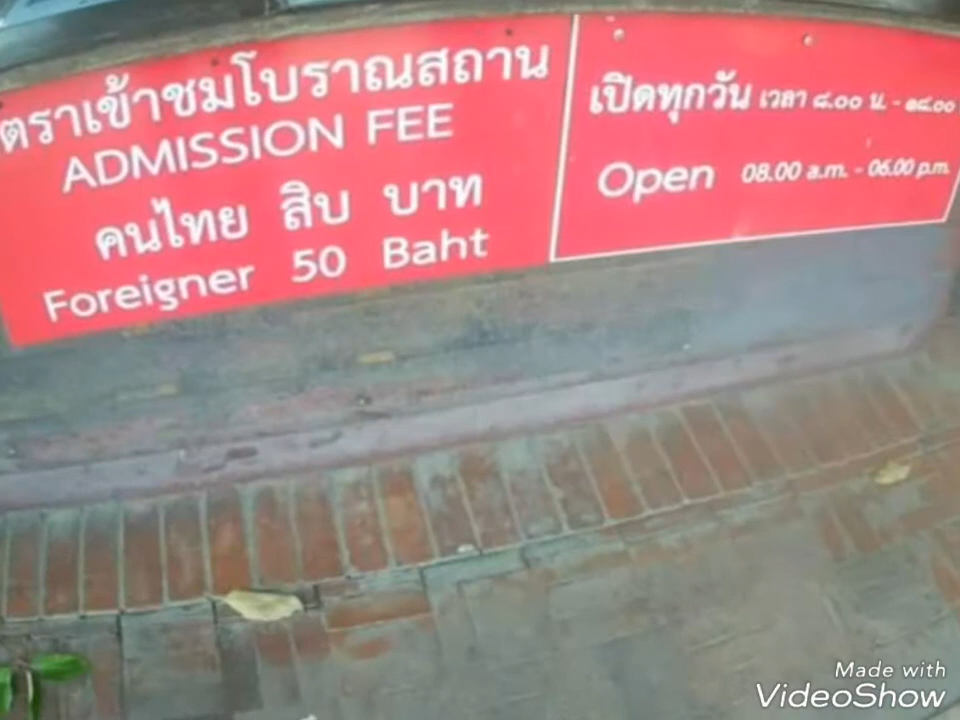 ตราเข้าชมโบราณสถาน
ADMISSION FEE
คนไทย สิบ บาท
Foreigner 50 Baht
เปิดทุกวัน เวลา ๘.๐๐ น. - ๑๘.๐๐
Open 08.00 a.m. - 06.00 p.m.
Made with
VideoShow